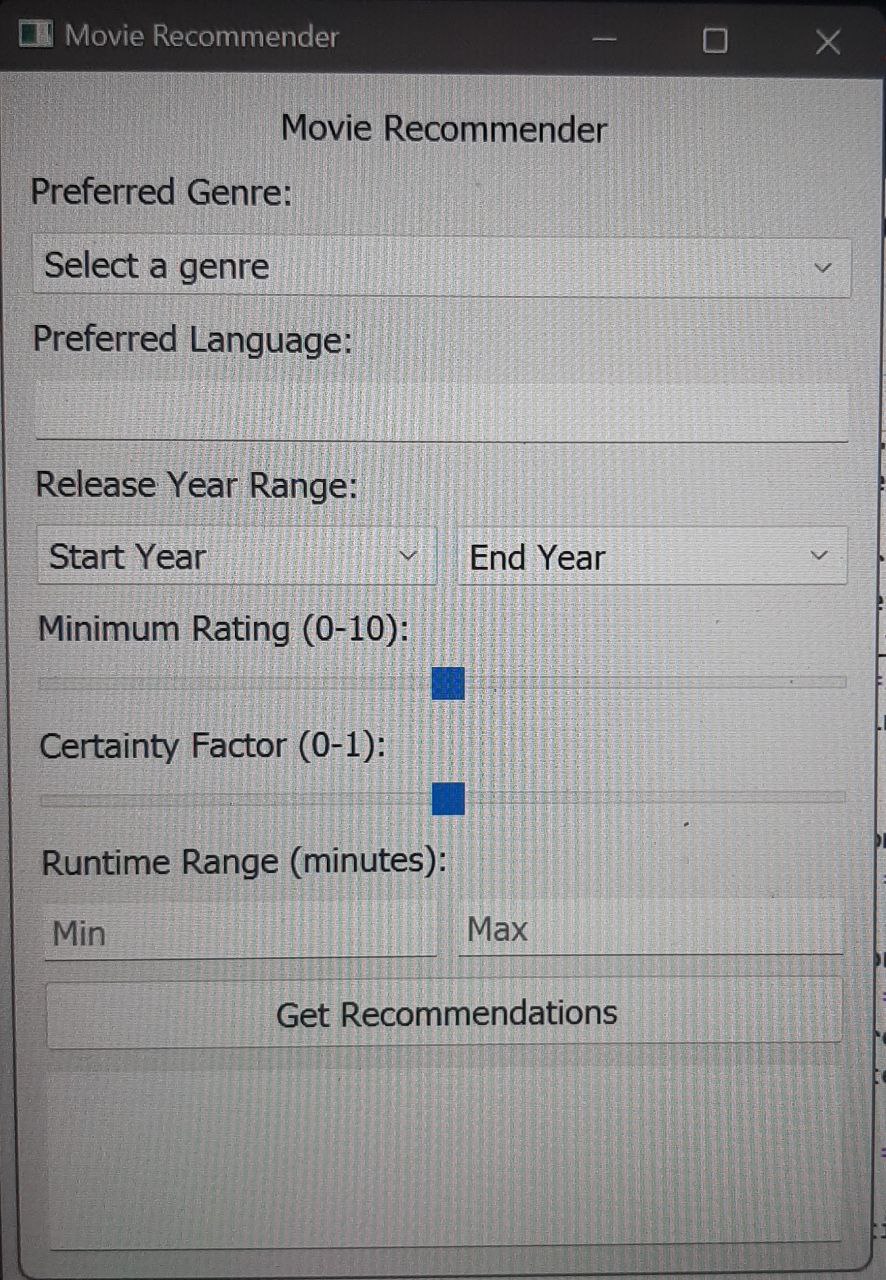 Movie Recommender
Movie Recommender
Preferred Genre:
Select a genre
Preferred Language:
Release Year Range:
Start Year
End Year
Minimum Rating (0-10):
Certainty Factor (0-1):
Runtime Range (minutes):
Min
Max
Get Recommendations